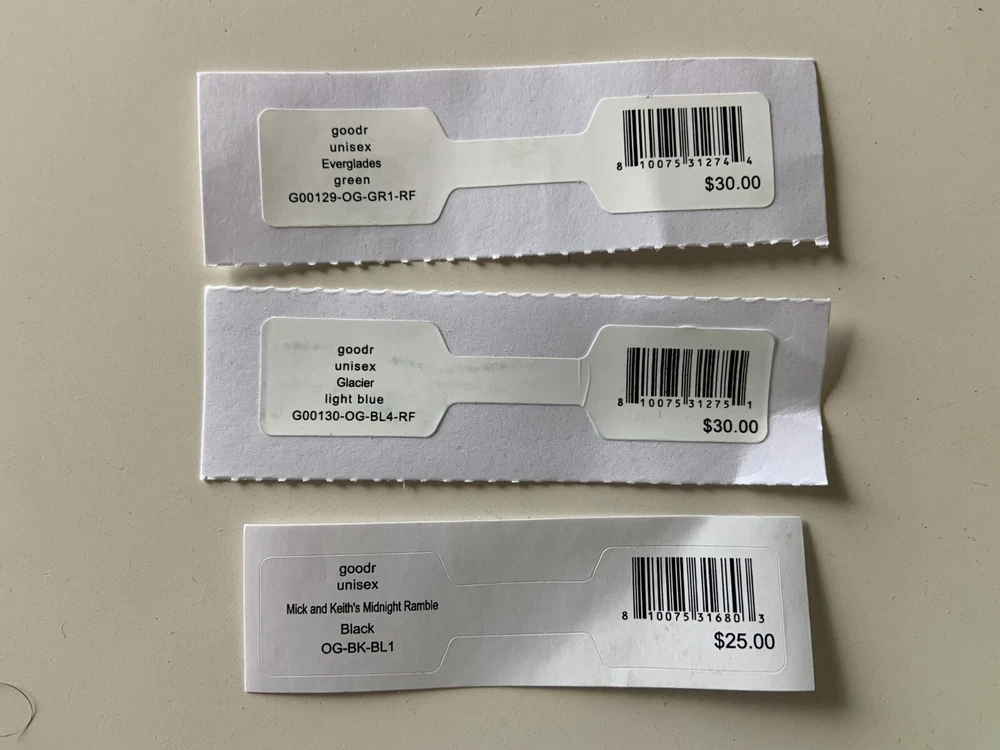 goodr
unisex
Everglades
green
G00129-OG-GR1-RF
8 10075 31274 4
$30.00
goodr
unisex
Glacier
light blue
G00130-OG-BL4-RF
8 10075 31275 1
$30.00
goodr
unisex
Mick and Keith's Midnight Ramble
Black
OG-BK-BL1
8 10075 31680 3
$25.00